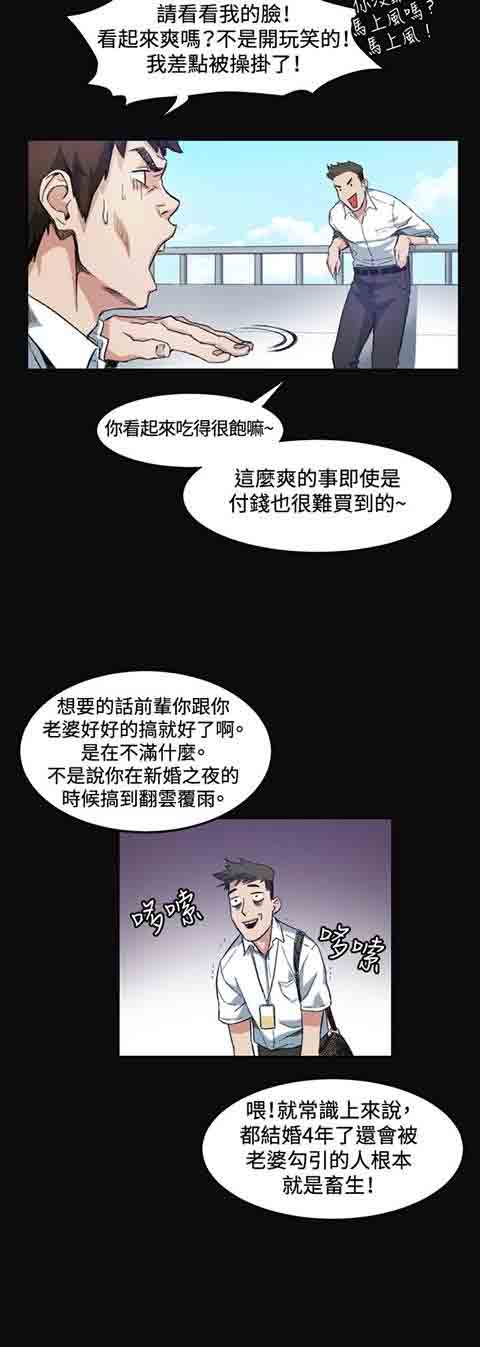 請看看我的臉！
看起來爽嗎？不是開玩笑的！
我差點被操掛了！
馬上風嗎？
馬上風！
你看起來吃得很飽嘛~
這麼爽的事即使是
付錢也很難買到的~
想要的話前輩你跟你
老婆好好的搞就好了啊。
是在不滿什麼。
不是說你在新婚之夜的
時候搞到翻雲覆雨。
哆嗦
哆嗦
喂！就常識上來說，
都結婚4年了還會被
老婆勾引的人根本
就是畜生！